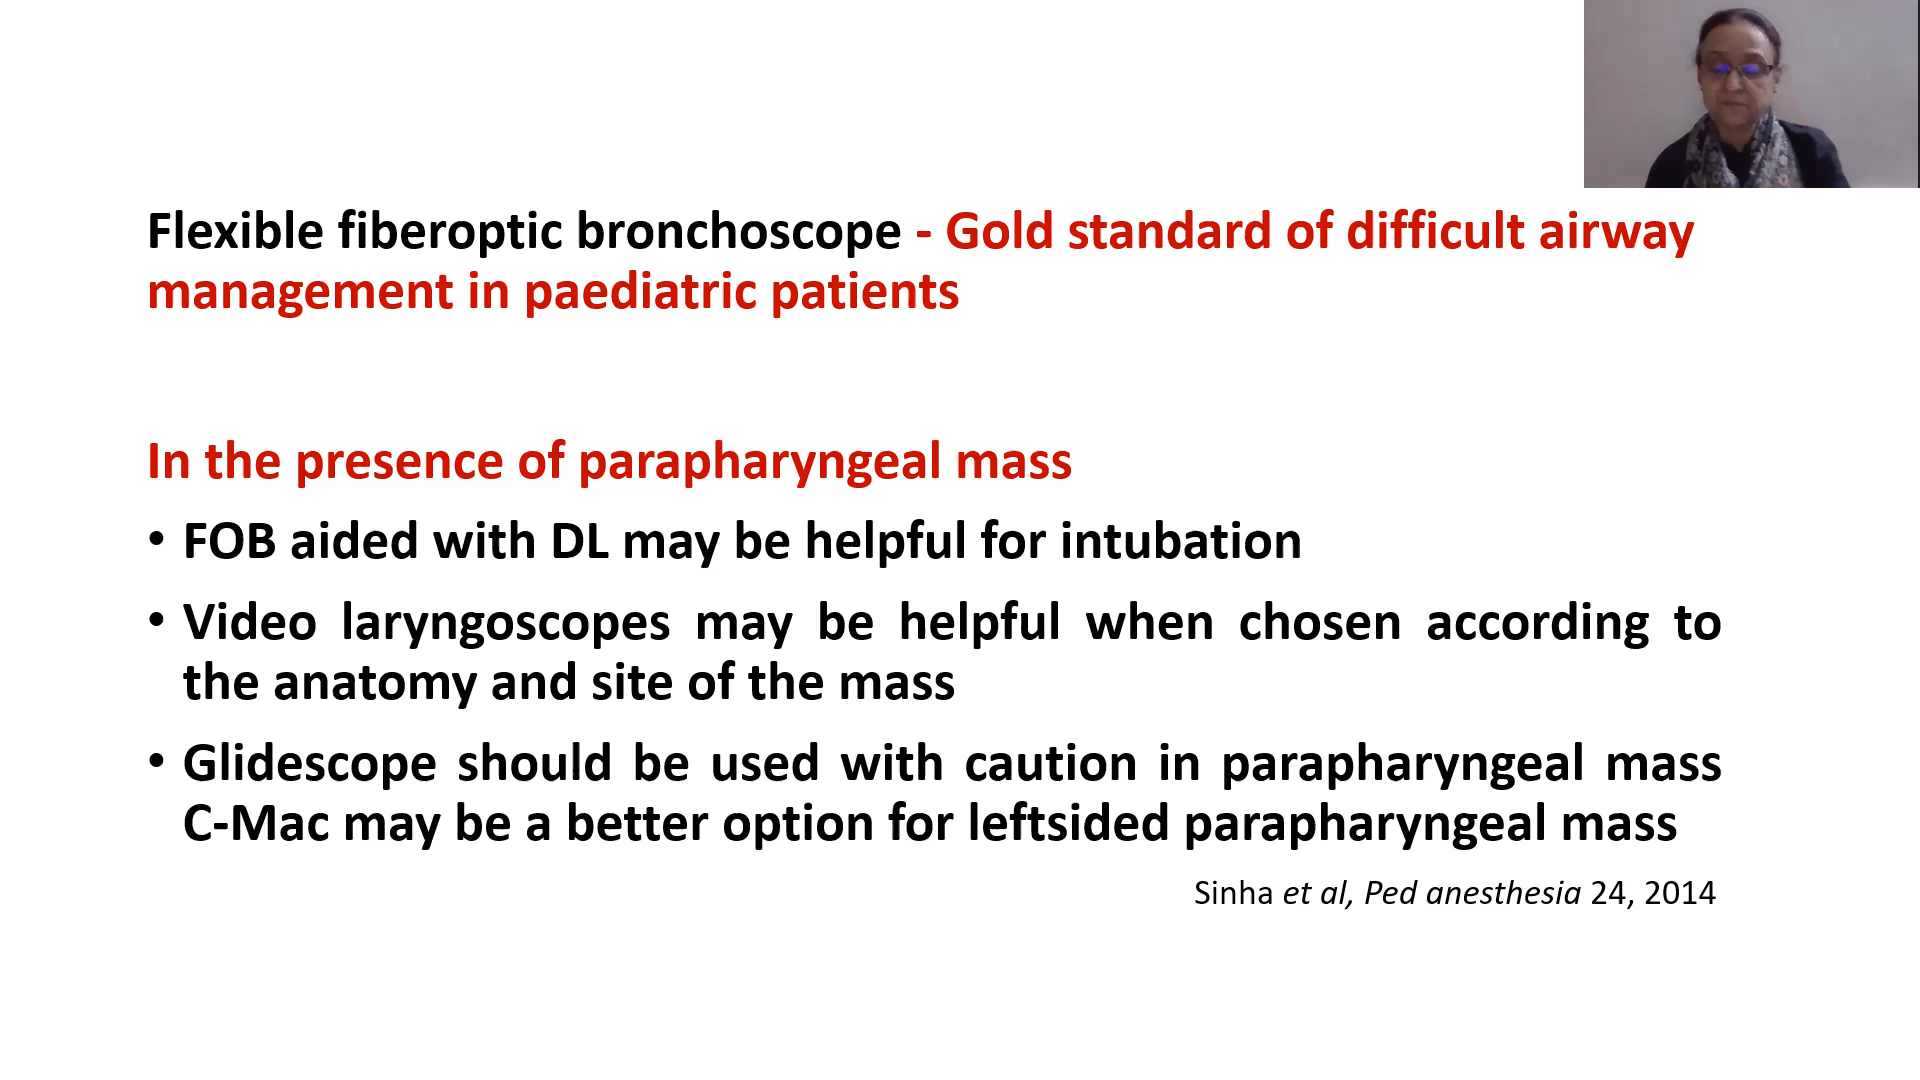 Flexible fiberoptic bronchoscope - Gold standard of difficult airway
management in paediatric patients
In the presence of parapharyngeal mass
• FOB aided with DL may be helpful for intubation
• Video laryngoscopes may be helpful when chosen according to
the anatomy and site of the mass
• Glidescope should be used with caution in parapharyngeal mass
C-Mac may be a better option for leftsided parapharyngeal mass
Sinha et al, Ped anesthesia 24, 2014